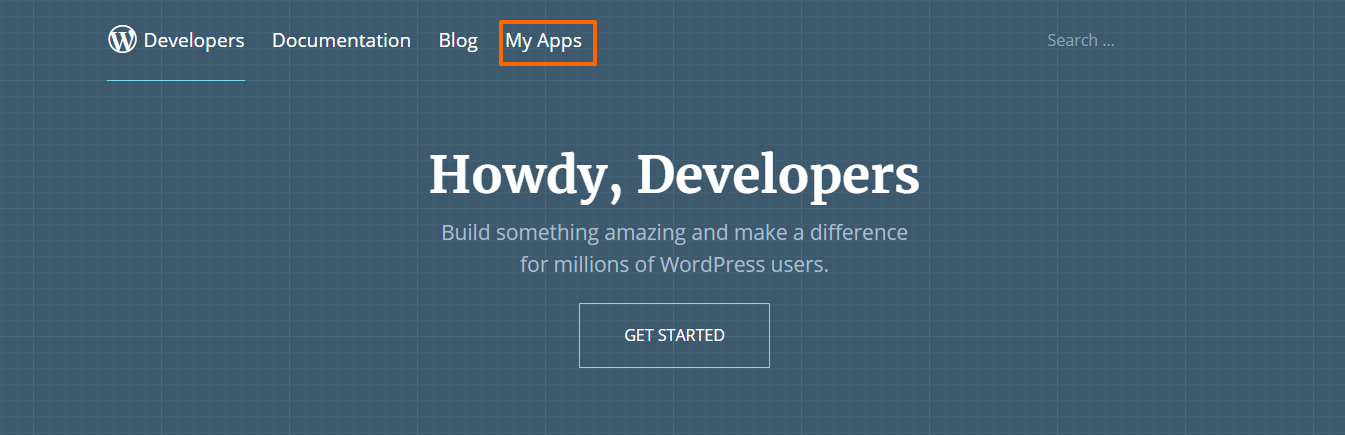 Developers Documentation Blog My Apps Search ...
Howdy, Developers
Build something amazing and make a difference
for millions of WordPress users.
GET STARTED